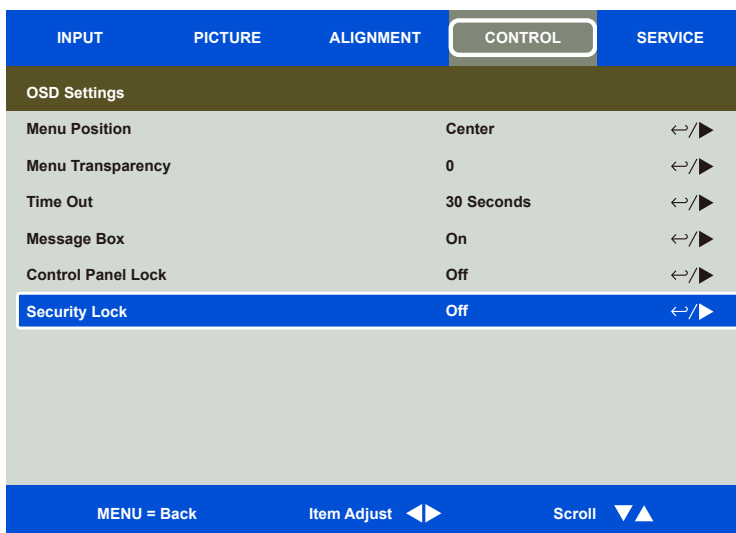 INPUT PICTURE ALIGNMENT CONTROL SERVICE
OSD Settings
Menu Position Center ↩/▶
Menu Transparency 0 ↩/▶
Time Out 30 Seconds ↩/▶
Message Box On ↩/▶
Control Panel Lock Off ↩/▶
Security Lock Off ↩/▶
MENU = Back Item Adjust ◀▶ Scroll ▼▲